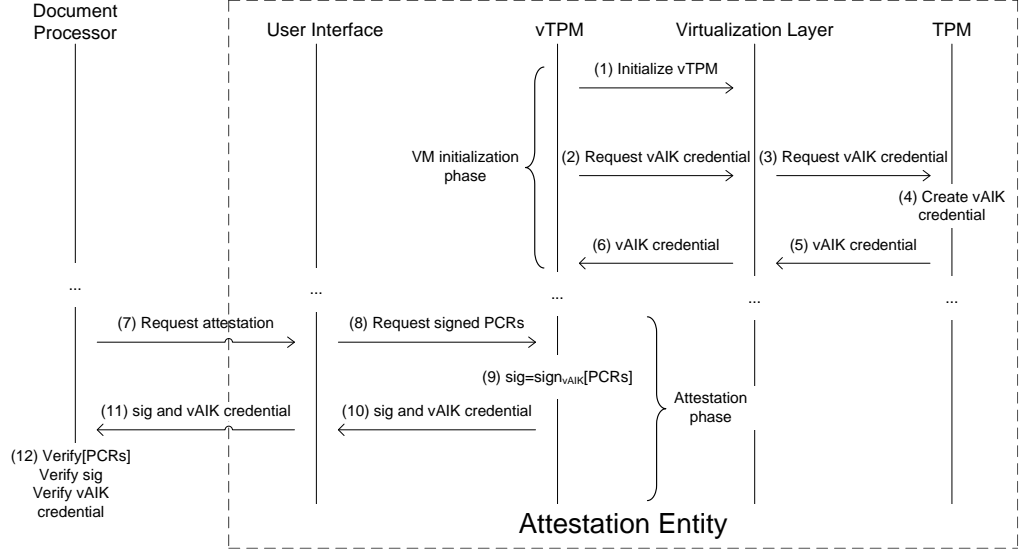 Document
Processor
User Interface
vTPM
Virtualization Layer
TPM
(1) Initialize vTPM
VM initialization
phase
(2) Request vAIK credential
(3) Request vAIK credential
(4) Create vAIK
credential
(6) vAIK credential
(5) vAIK credential
...
...
...
...
...
(7) Request attestation
(8) Request signed PCRs
(9) sig=signvAIK[PCRs]
Attestation
phase
(11) sig and vAIK credential
(10) sig and vAIK credential
(12) Verify[PCRs]
Verify sig
Verify vAIK
credential
Attestation Entity